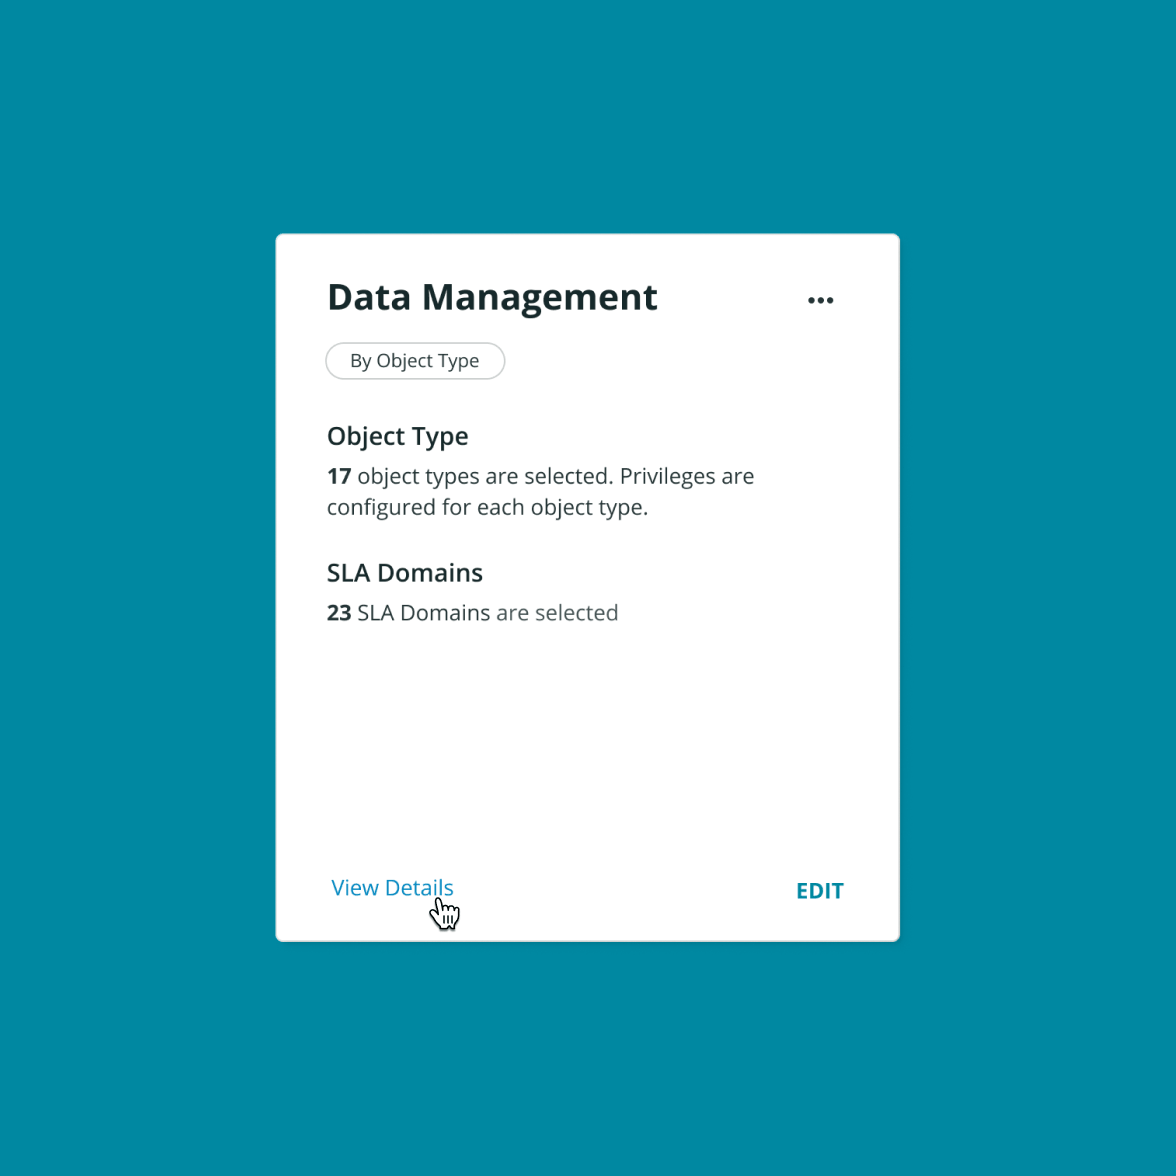 Data Management
By Object Type
Object Type
17 object types are selected. Privileges are
configured for each object type.
SLA Domains
23 SLA Domains are selected
View Details
EDIT